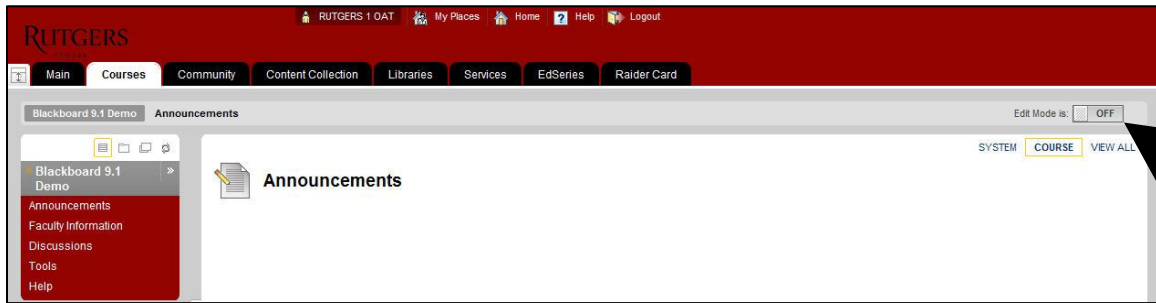 RUTGERS 1 OAT My Places Home Help Logout
RUTGERS
Main Courses Community Content Collection Libraries Services EdSeries Raider Card
Blackboard 9.1 Demo Announcements Edit Mode is: OFF
SYSTEM COURSE VIEW ALL
Blackboard 9.1
Demo
Announcements
Announcements
Faculty Information
Discussions
Tools
Help